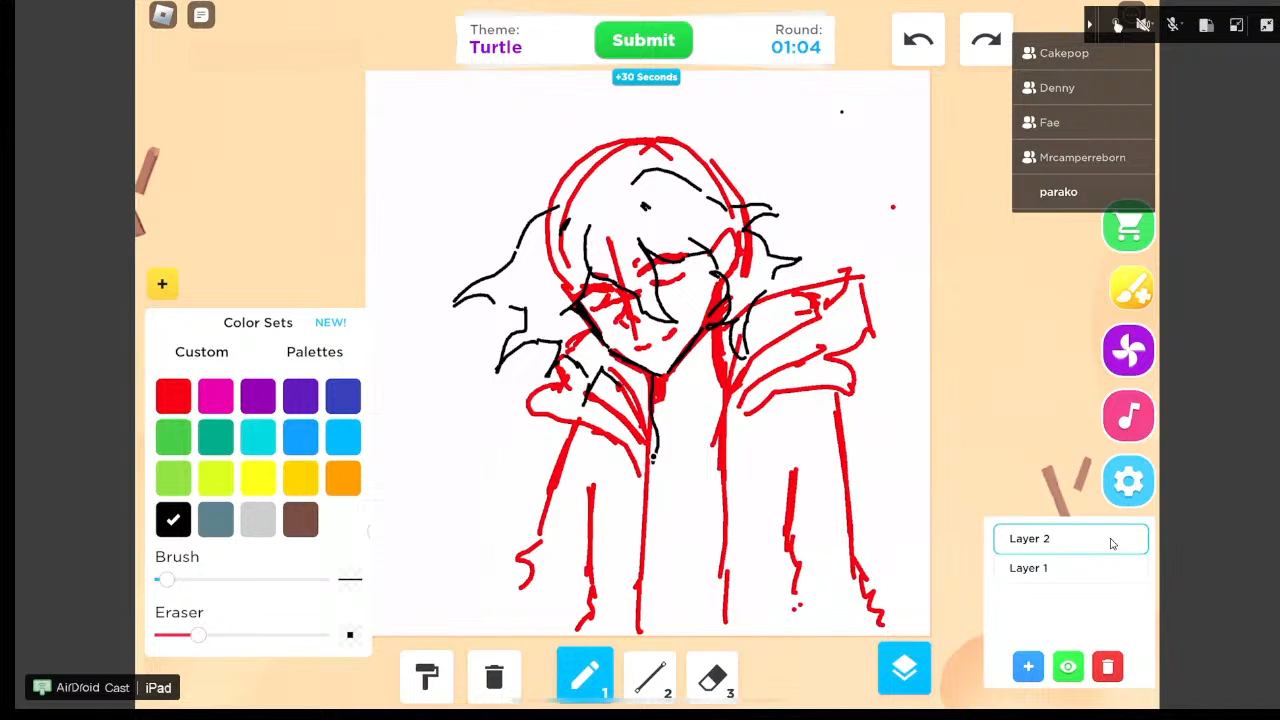 Theme:
Turtle
Submit
Round:
01:04
+30 Seconds
Cakepop
Denny
Fae
Mrcamperreborn
parako
+
Color Sets NEW!
Custom Palettes
Brush
Eraser
Layer 2
Layer 1
1
2
3
+
AirDroid Cast | iPad